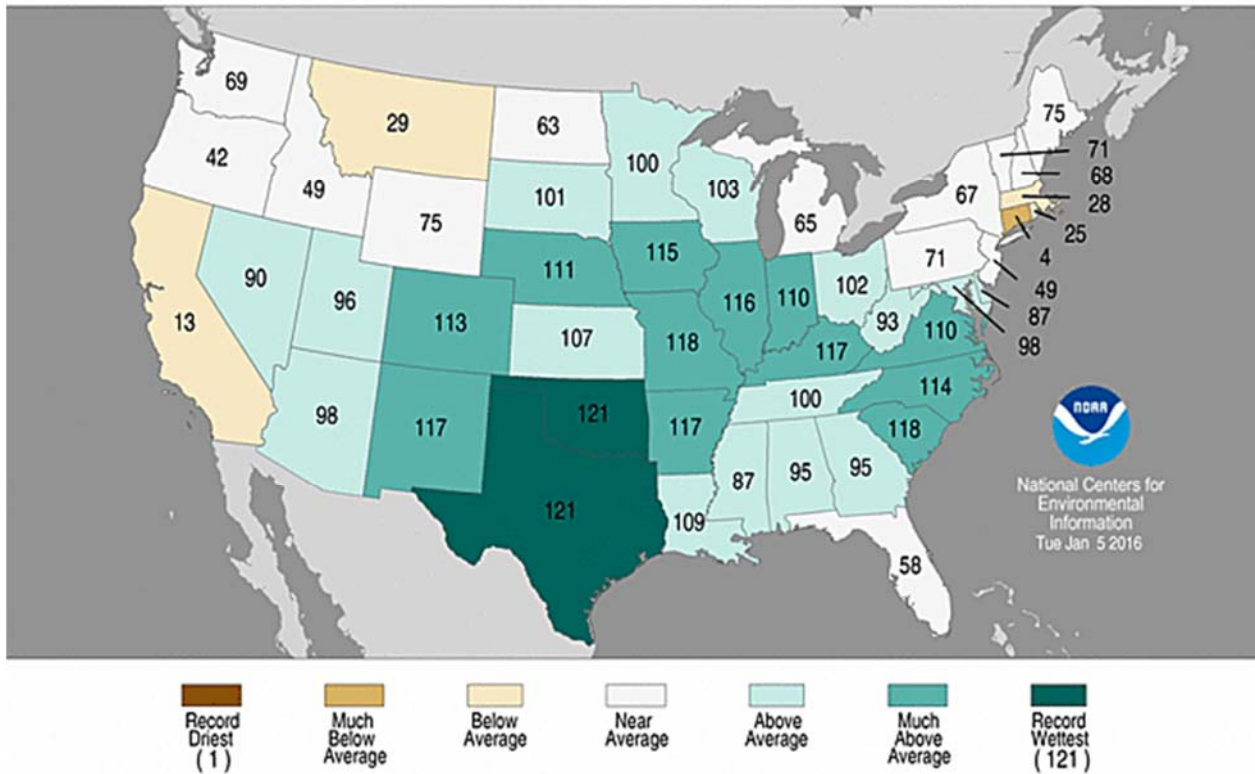 69
29
63
75
42
49
100
71
101
103
68
75
65
67
28
25
115
71
4
111
90
96
102
49
116
110
13
113
93
87
107
118
110
117
98
98
117
121
100
114
117
118
121
87
95
95
109
58
NOAA
National Centers for
Environmental
Information
Tue Jan 5 2016
Record
Driest
( 1 )
Much
Below
Average
Below
Average
Near
Average
Above
Average
Much
Above
Average
Record
Wettest
( 121 )